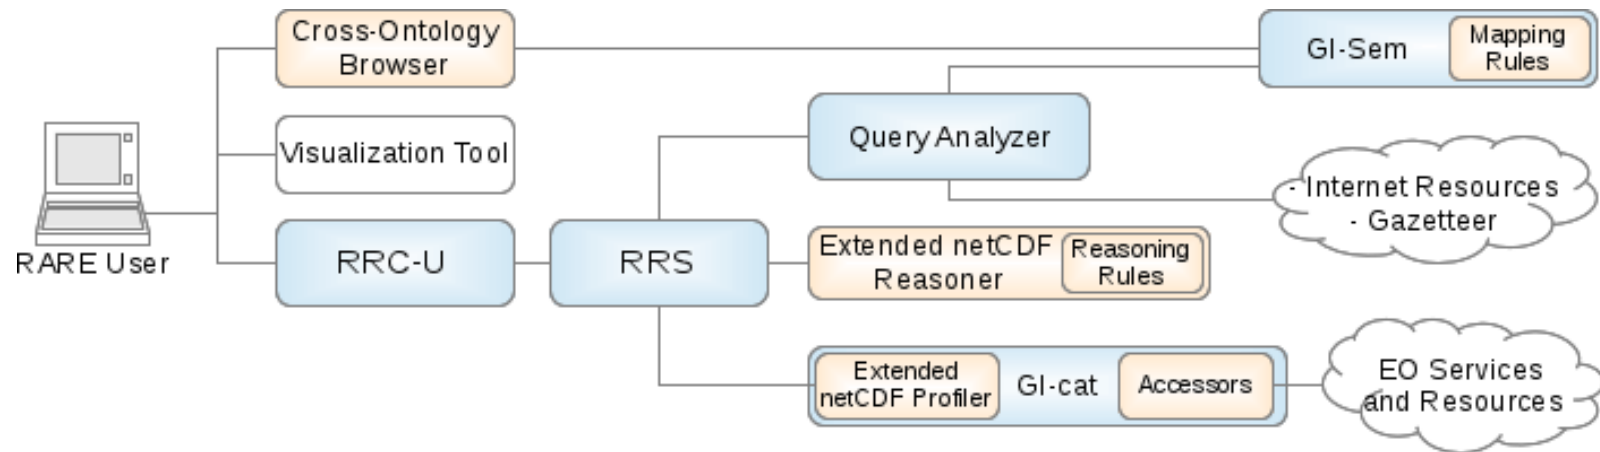 Cross-Ontology
Browser
GI-Sem
Mapping
Rules
Query Analyzer
Visualization Tool
- Internet Resources
- Gazetteer
RARE User
RRC-U
RRS
Extended netCDF
Reasoner
Reasoning
Rules
Extended
netCDF Profiler
GI-cat
Accessors
EO Services
and Resources